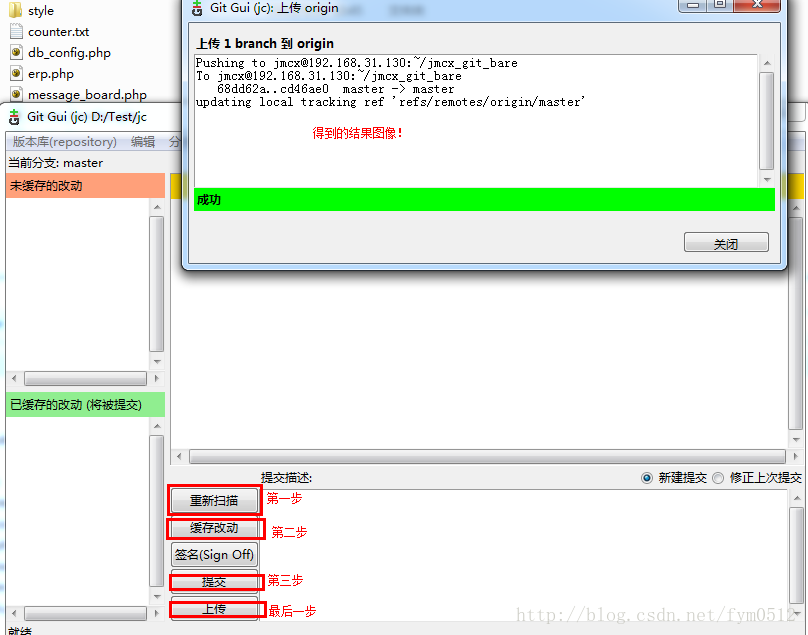 style
counter.txt
db_config.php
erp.php
message_board.php
Git Gui (jc): 上传 origin
上传 1 branch 到 origin
Pushing to jmcx@192.168.31.130:~/jmcx_git_bare
To jmcx@192.168.31.130:~/jmcx_git_bare
68dd62a..cd46ae0  master -> master
updating local tracking ref 'refs/remotes/origin/master'
得到的结果图像!
成功
关闭
Git Gui (jc) D:/Test/jc
版本库(repository) 编辑 分
当前分支: master
未缓存的改动
已缓存的改动 (将被提交)
提交描述:
新建提交
修正上次提交
重新扫描 第一步
缓存改动 第二步
签名(Sign Off)
提交 第三步
上传 最后一步
http://blog.csdn.net/fym0512
就绪